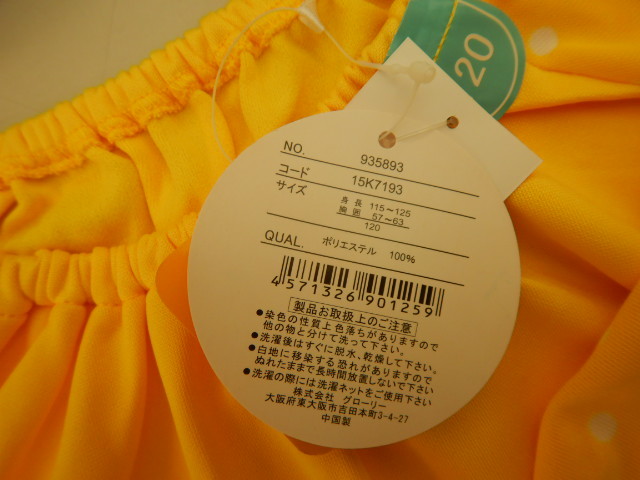 20
NO. 935893
コード 15K7193
サイズ
身長 115～125
胸囲 57～63
120
QUAL. ポリエステル 100%
4 571326 901259
製品お取扱上のご注意
●染色の性質上色落ちがありますので
他の物と分けて洗って下さい。
●洗濯後はすぐに脱水、乾燥して下さい。
●白地に移染する恐れがありますので
ぬれたままで長時間放置しないで下さい
●洗濯の際には洗濯ネットをご使用下さい
株式会社 グローリー
大阪府東大阪市吉田本町3-4-27
中国製